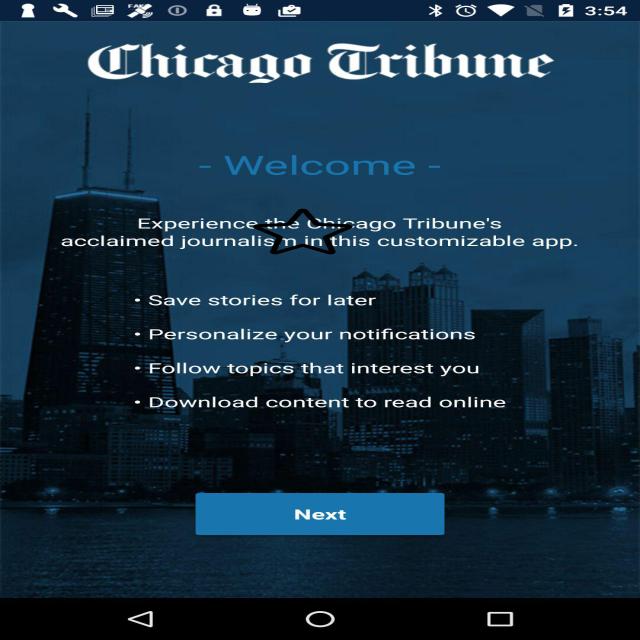 3:54
Chicago Tribune
- Welcome -
Experience the Chicago Tribune's
acclaimed journalism in this customizable app.
• Save stories for later
• Personalize your notifications
• Follow topics that interest you
• Download content to read online
Next